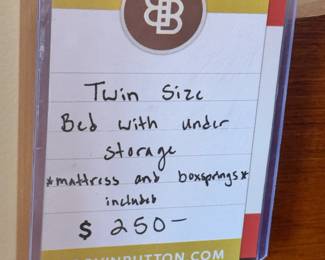 Twin Size
Bed with under
storage
*mattress and boxsprings*
included
$ 250—